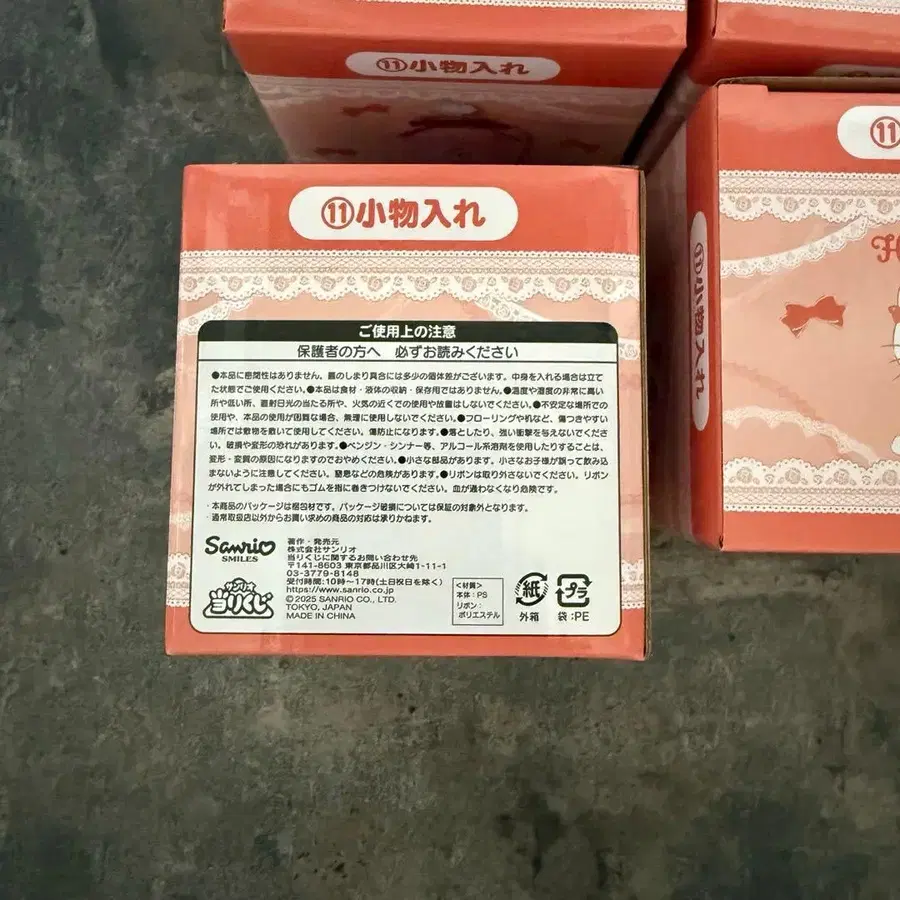 ⑪小物入れ
⑪
⑪小物入れ
⑪小物入れ
H
ご使用上の注意
保護者の方へ 必ずお読みください
●本品に密閉性はありません。蓋のしまり具合には多少の個体差がございます。中身を入れる場合は立て
た状態でご使用ください。●本品は食材・液体の収納・保存用ではありません。●温度や湿度の非常に高い
所や低い所、直射日光の当たる所や、火気の近くでの使用や放置はしないでください。●不安定な場所での
使用や、本品の使用が困難な場合、無理に使用しないでください。●フローリングや机など、傷つきやすい
場所では敷物を敷いて使用してください。傷防止になります。●落としたり、強い衝撃を与えないでくださ
い。破損や変形の恐れがあります。●ベンジン・シンナー等、アルコール系溶剤を使用したりすることは、
変形・変質の原因になりますのでおやめください。●小さな部品があります。小さなお子様が誤って飲み込
まないように注意してください。窒息などの危険があります。●リボンは取り外さないでください。リボン
が外れてしまった場合にもゴムを指に巻きつけないでください。血が通わなくなり危険です。
・本商品のパッケージは梱包材です。パッケージ破損については保証の対象外となります。
・通常取扱店以外からお買い求めの商品の対応は承りかねます。
Sanrio
SMILES
サンリオ
当りくじ
著作・発売元
株式会社サンリオ
当りくじに関するお問い合わせ先
〒141-8603 東京都品川区大崎1-11-1
03-3779-8148
受付時間:10時〜17時(土日祝日を除く)
https://www.sanrio.co.jp
©2025 SANRIO CO., LTD.
TOKYO, JAPAN
MADE IN CHINA
<材質>
本体:PS
リボン:
ポリエステル
紙
外箱
プラ
袋:PE